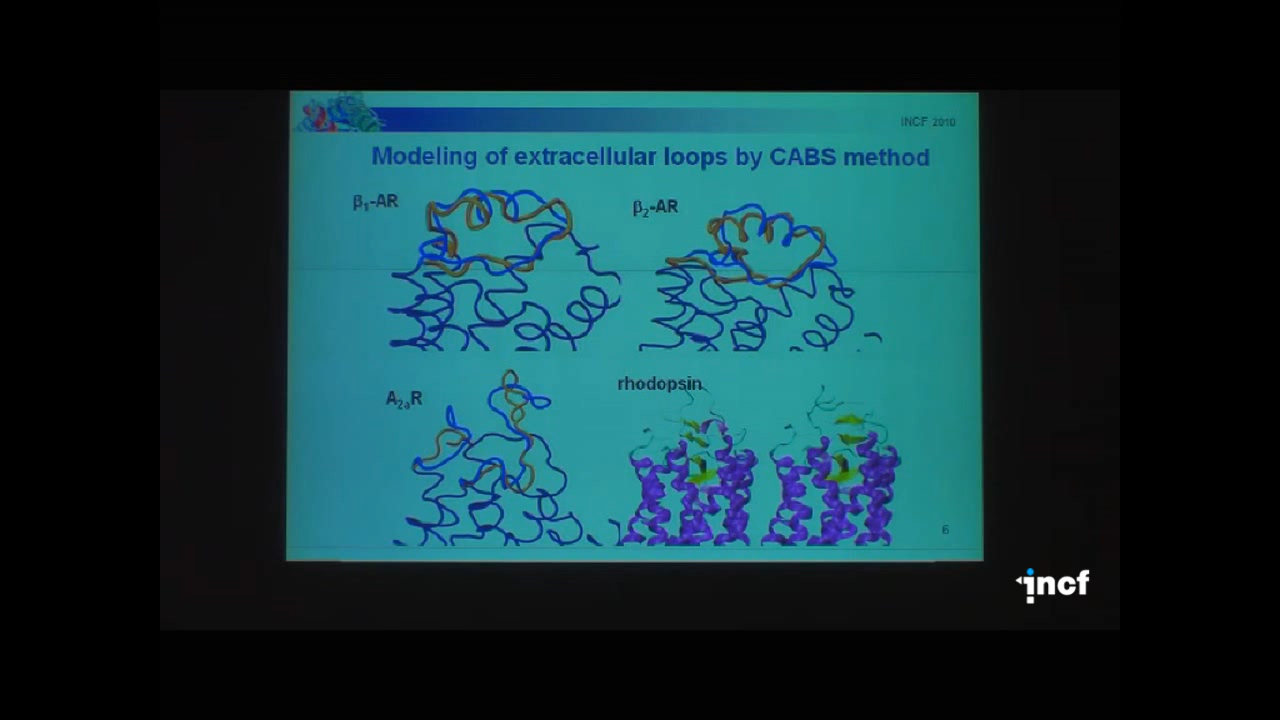 INCF 2010
Modeling of extracellular loops by CABS method
β₁-AR
β₂-AR
A₂ₐR
rhodopsin
6
incf